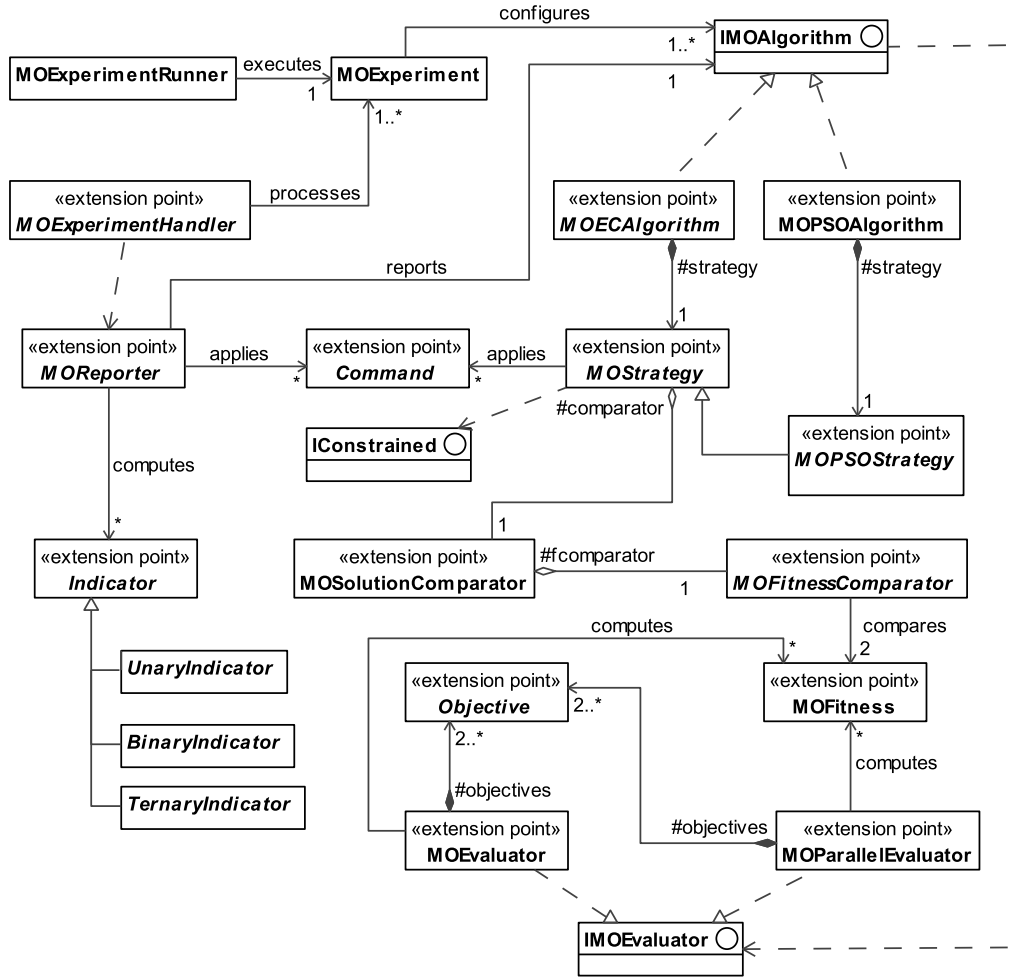 configures
IMOAlgorithm
1..*
MOExperimentRunner
executes
1
MOExperiment
1
1..*
«extension point»
MOExperimentHandler
processes
«extension point»
MOECAlgorithm
«extension point»
MOPSOAlgorithm
reports
#strategy
#strategy
1
«extension point»
MOReporter
applies
*
«extension point»
Command
applies
*
«extension point»
MOStrategy
#comparator
1
IConstrained
«extension point»
MOPSOStrategy
computes
*
1
«extension point»
Indicator
«extension point»
MOSolutionComparator
#fcomparator
1
«extension point»
MOFitnessComparator
computes
*
compares
2
UnaryIndicator
«extension point»
Objective
2..*
«extension point»
MOFitness
BinaryIndicator
2..*
*
computes
TernaryIndicator
#objectives
#objectives
«extension point»
MOEvaluator
«extension point»
MOParallelEvaluator
IMOEvaluator